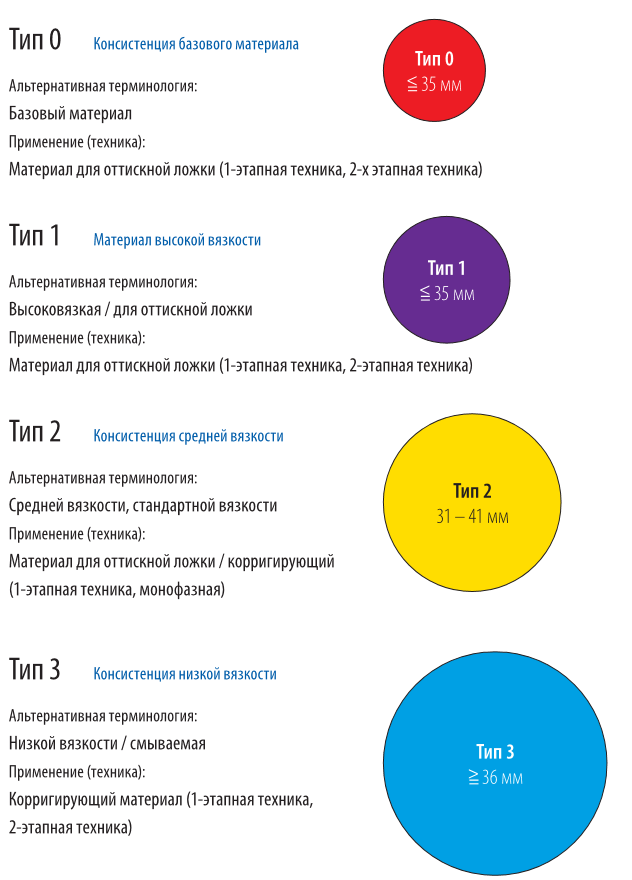 Тип 0 Консистенция базового материала
Тип 0
≦ 35 мм
Альтернативная терминология:
Базовый материал
Применение (техника):
Материал для оттискной ложки (1-этапная техника, 2-х этапная техника)
Тип 1 Материал высокой вязкости
Тип 1
≦ 35 мм
Альтернативная терминология:
Высоковязкая / для оттискной ложки
Применение (техника):
Материал для оттискной ложки (1-этапная техника, 2-этапная техника)
Тип 2 Консистенция средней вязкости
Тип 2
31 – 41 мм
Альтернативная терминология:
Средней вязкости, стандартной вязкости
Применение (техника):
Материал для оттискной ложки / корригирующий
(1-этапная техника, монофазная)
Тип 3 Консистенция низкой вязкости
Тип 3
≧ 36 мм
Альтернативная терминология:
Низкой вязкости / смываемая
Применение (техника):
Корригирующий материал (1-этапная техника,
2-этапная техника)